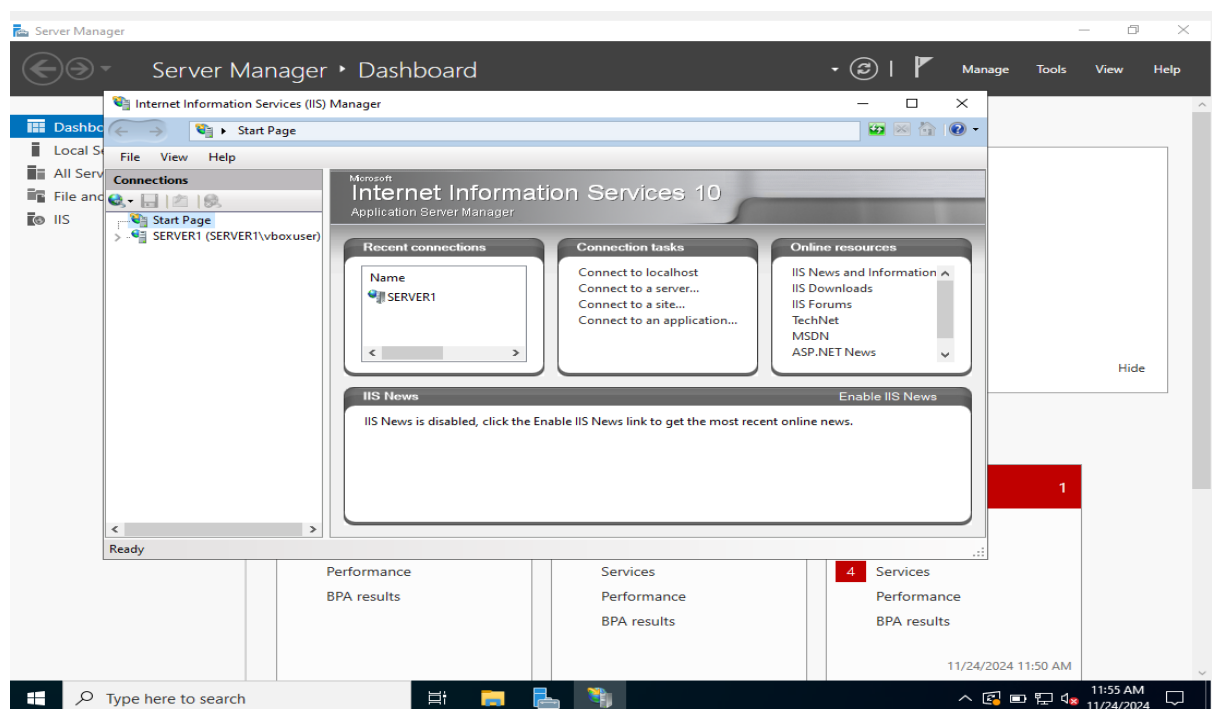 Server Manager
Server Manager ‣ Dashboard
Manage Tools View Help
Internet Information Services (IIS) Manager
Start Page
Dashbo
Local Se
All Serv
File and
IIS
File View Help
Connections
Start Page
SERVER1 (SERVER1\vboxuser)
Microsoft
Internet Information Services 10
Application Server Manager
Recent connections
Name
SERVER1
Connection tasks
Connect to localhost
Connect to a server...
Connect to a site...
Connect to an application...
Online resources
IIS News and Information
IIS Downloads
IIS Forums
TechNet
MSDN
ASP.NET News
IIS News
Enable IIS News
IIS News is disabled, click the Enable IIS News link to get the most recent online news.
Ready
Hide
1
Performance
BPA results
Services
Performance
BPA results
4 Services
Performance
BPA results
11/24/2024 11:50 AM
Type here to search
11:55 AM
11/24/2024